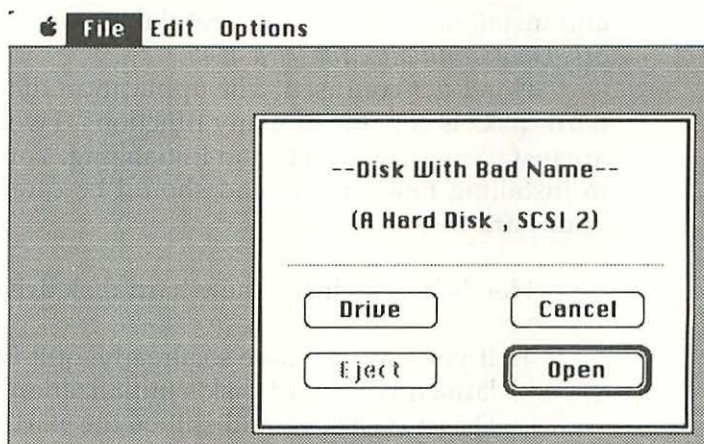 File Edit Options
--Disk With Bad Name--
(A Hard Disk , SCSI 2)
Drive Cancel
Eject Open